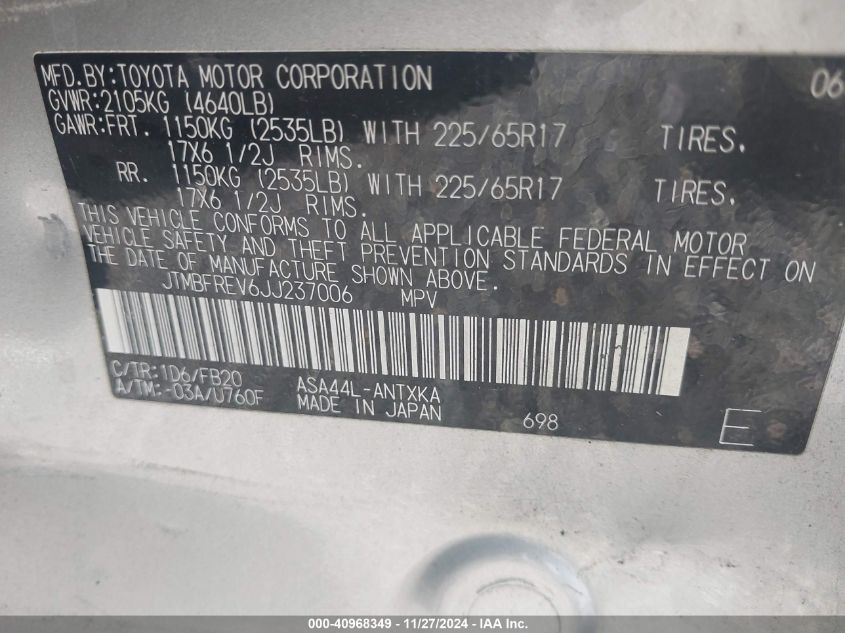 MFD.BY:TOYOTA MOTOR CORPORATION 06
GVWR:2105KG (4640LB)
GAWR:FRT. 1150KG (2535LB) WITH 225/65R17 TIRES.
17X6 1/2J RIMS.
RR. 1150KG (2535LB) WITH 225/65R17 TIRES.
17X6 1/2J RIMS.
THIS VEHICLE CONFORMS TO ALL APPLICABLE FEDERAL MOTOR
VEHICLE SAFETY AND THEFT PREVENTION STANDARDS IN EFFECT ON
THE DATE OF MANUFACTURE SHOWN ABOVE.
JTMBFREV6JJ237006 MPV
C/TR:1D6/FB20 ASA44L-ANTXKA
A/TM:-03A/U760F MADE IN JAPAN 698 E
000-40968349 - 11/27/2024 - IAA Inc.